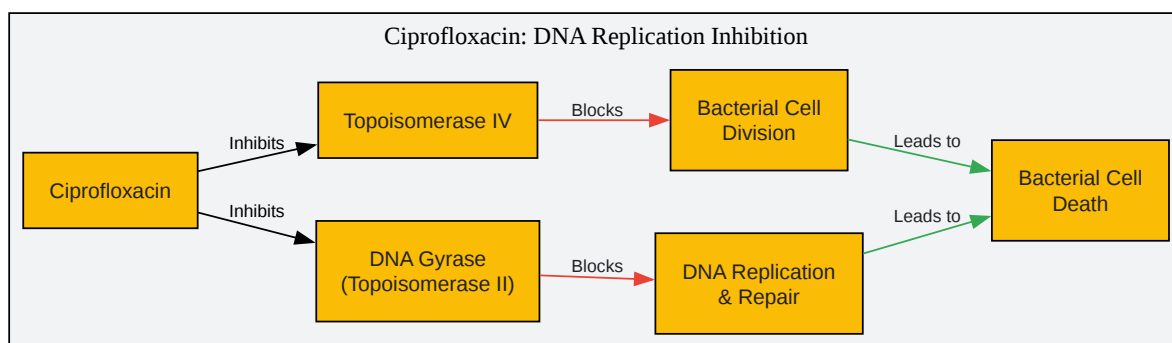 Ciprofloxacin: DNA Replication Inhibition
Ciprofloxacin
Inhibits
Inhibits
Topoisomerase IV
DNA Gyrase
(Topoisomerase II)
Blocks
Blocks
Bacterial Cell
Division
DNA Replication
& Repair
Leads to
Leads to
Bacterial Cell
Death